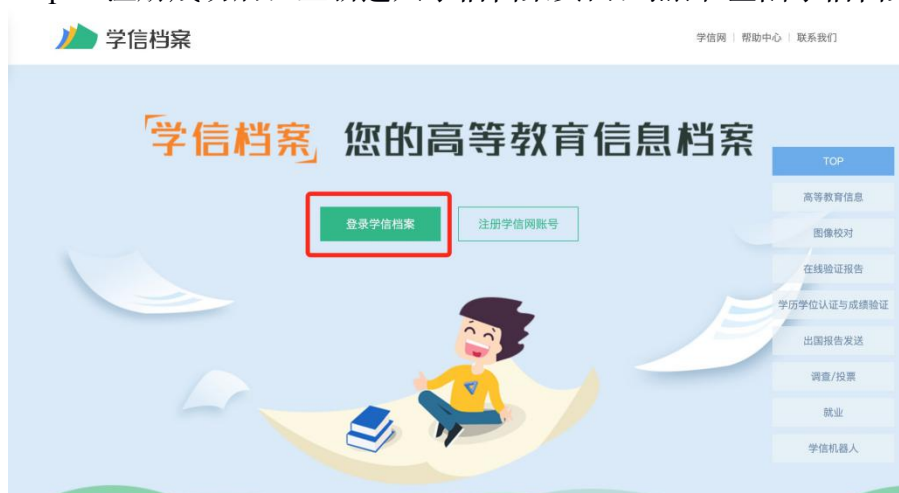 学信档案
学信网 | 帮助中心 | 联系我们
「学信档案」 您的高等教育信息档案
登录学信档案
注册学信网账号
TOP
高等教育信息
图像校对
在线验证报告
学历学位认证与成绩验证
出国报告发送
调查/投票
就业
学信机器人